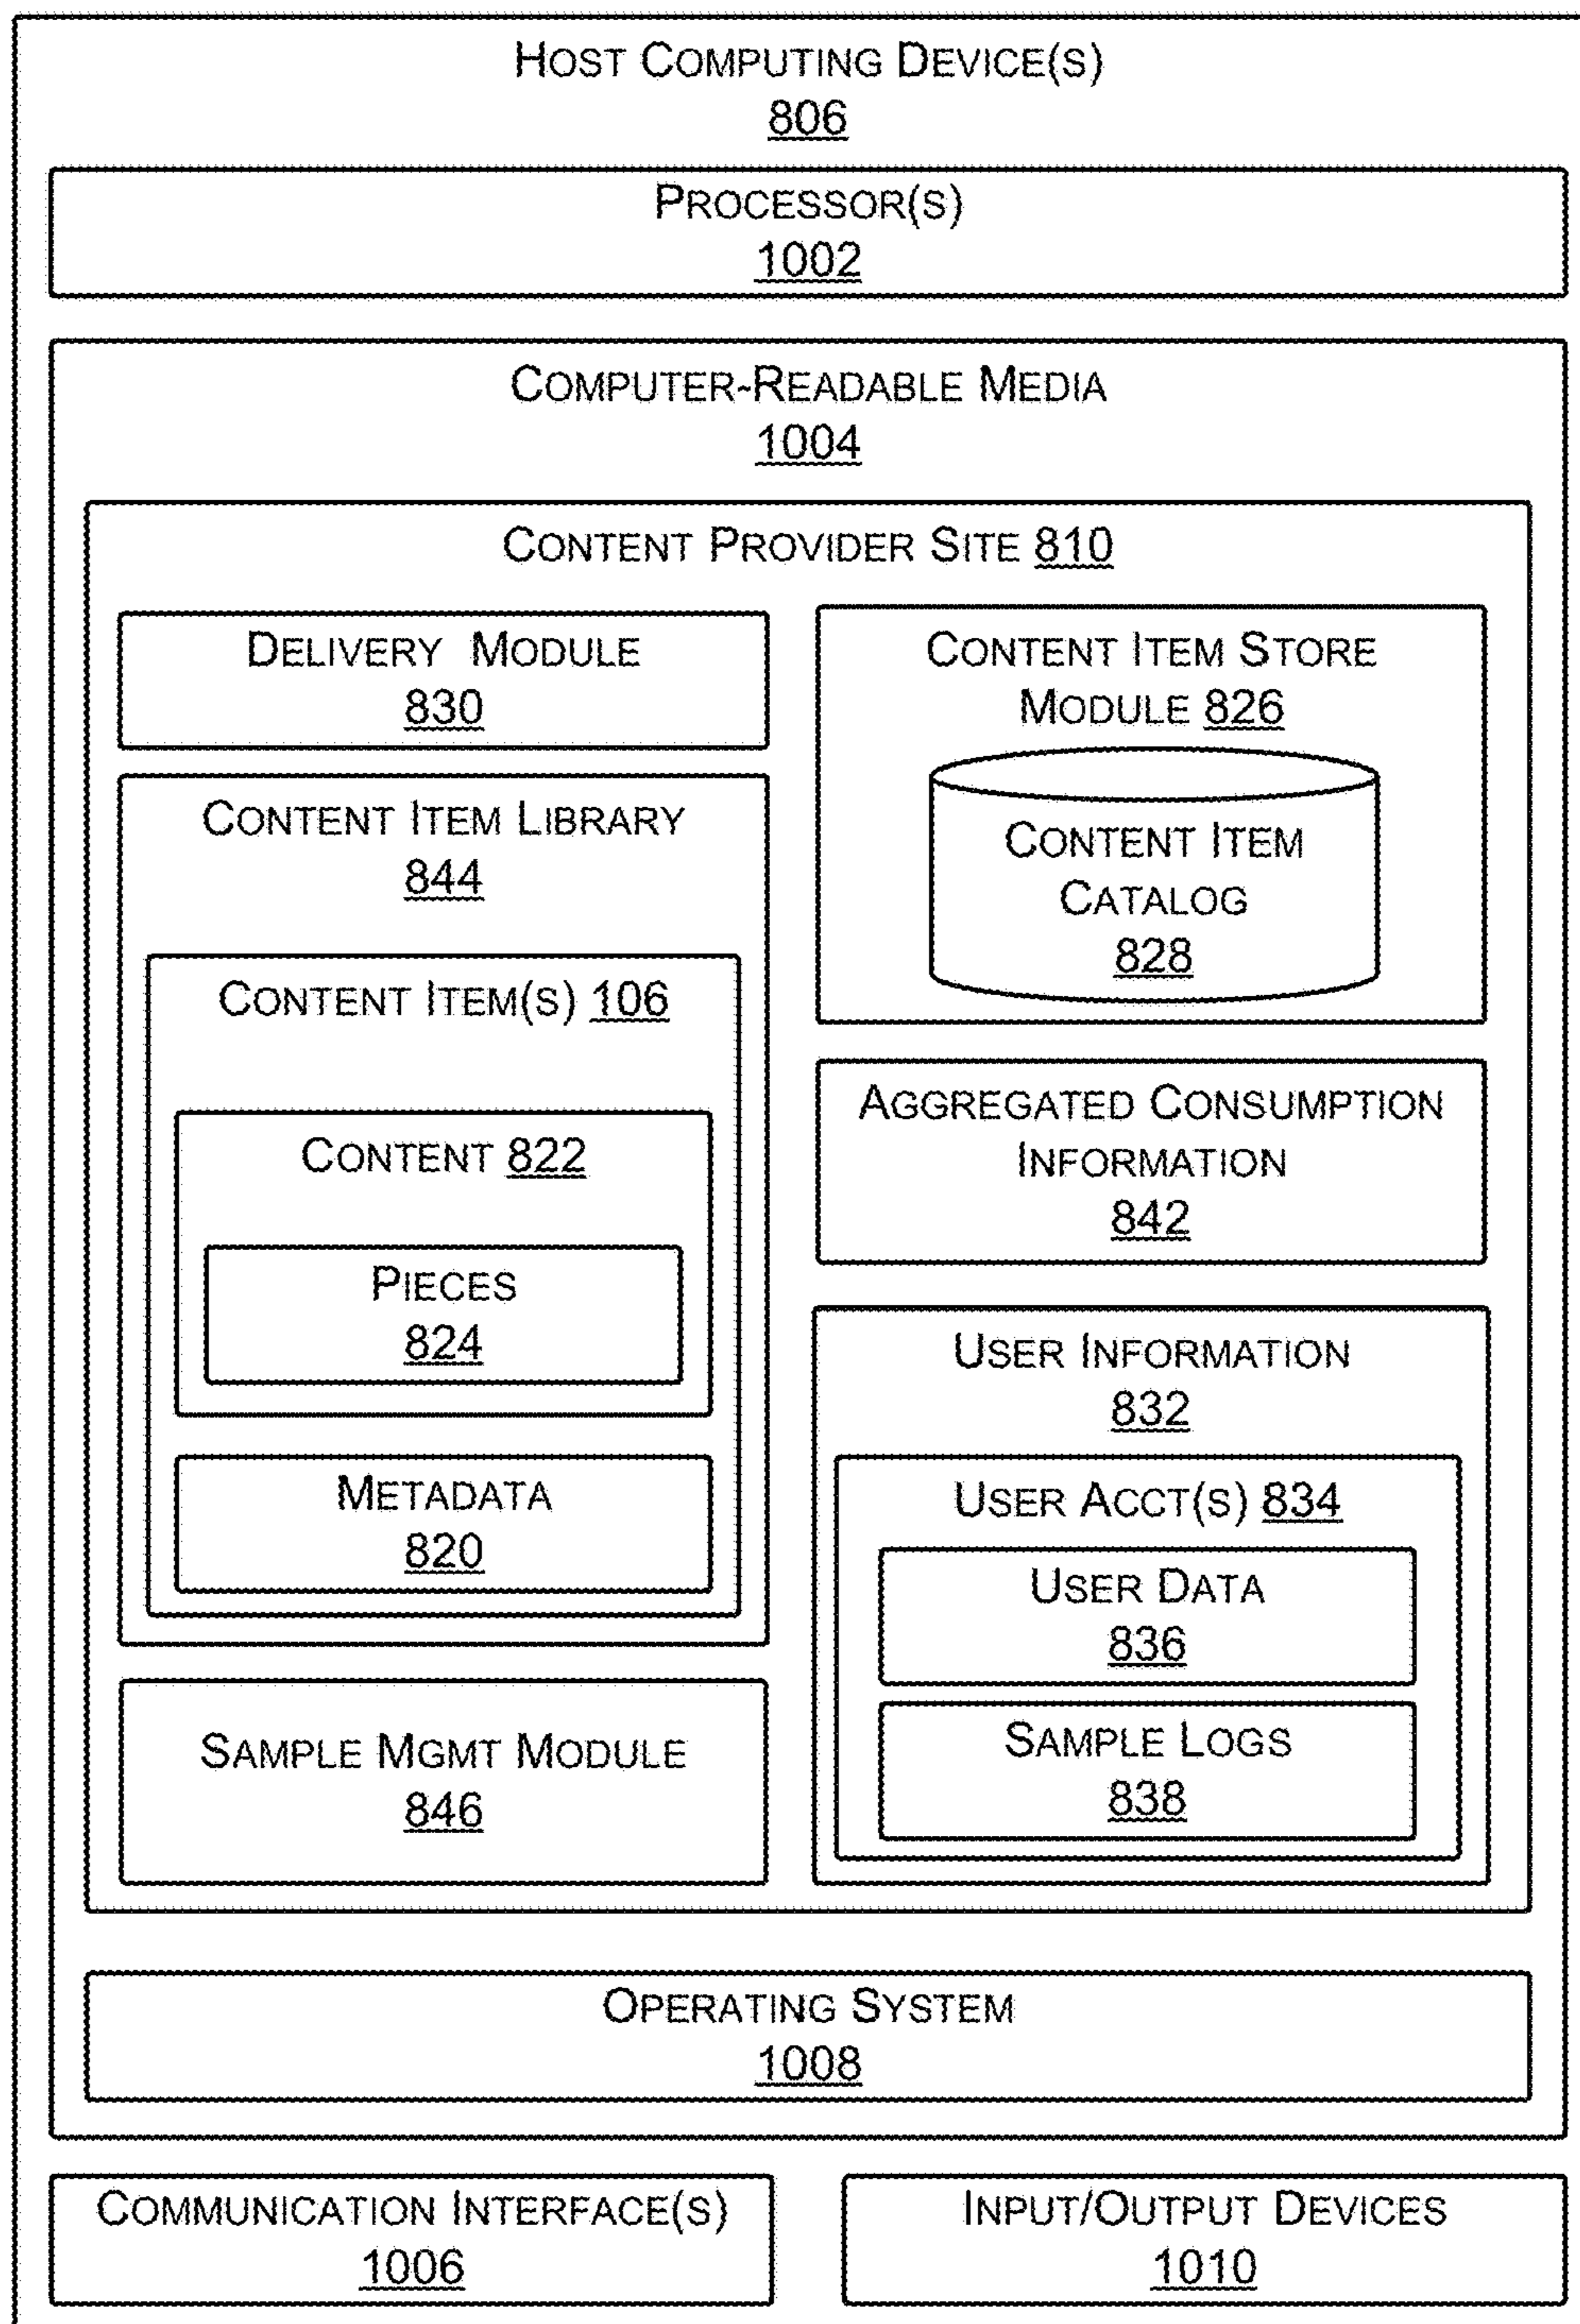 HOST COMPUTING DEVICE(S)
806
PROCESSOR(S)
1002
COMPUTER-READABLE MEDIA
1004
CONTENT PROVIDER SITE 810
DELIVERY MODULE
830
CONTENT ITEM LIBRARY
844
CONTENT ITEM(S) 106
CONTENT 822
PIECES
824
METADATA
820
SAMPLE MGMT MODULE
846
CONTENT ITEM STORE
MODULE 826
CONTENT ITEM
CATALOG
828
AGGREGATED CONSUMPTION
INFORMATION
842
USER INFORMATION
832
USER ACCT(S) 834
USER DATA
836
SAMPLE LOGS
838
OPERATING SYSTEM
1008
COMMUNICATION INTERFACE(S)
1006
INPUT/OUTPUT DEVICES
1010